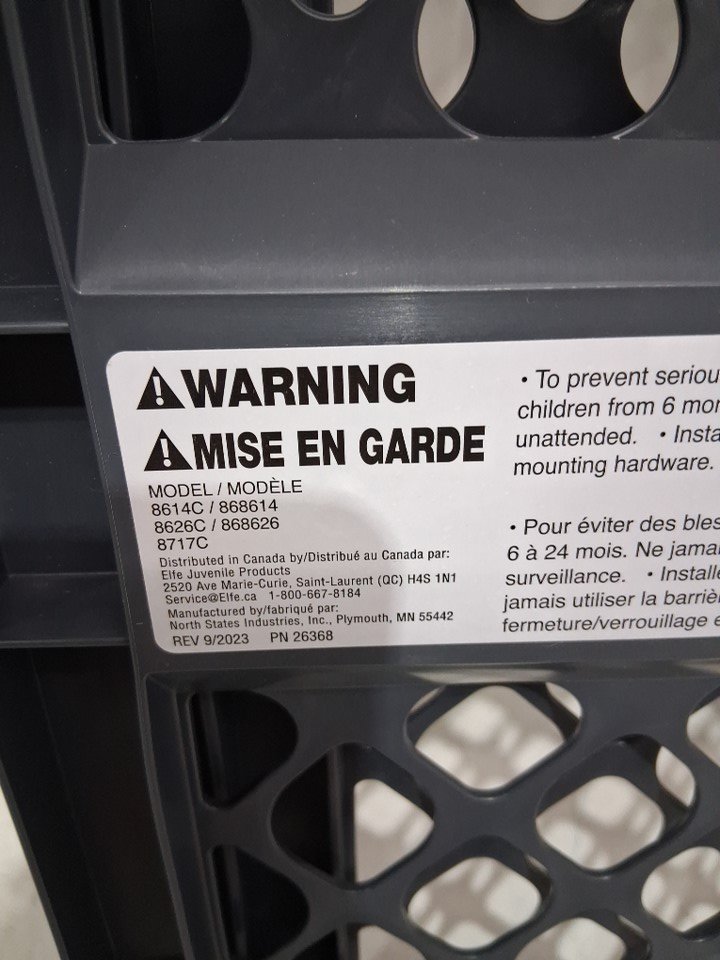 ⚠WARNING
⚠MISE EN GARDE
MODEL / MODÈLE
8614C / 868614
8626C / 868626
8717C
Distributed in Canada by/Distribué au Canada par:
Elfe Juvenile Products
2520 Ave Marie-Curie, Saint-Laurent (QC) H4S 1N1
Service@Elfe.ca 1-800-667-8184
Manufactured by/fabriqué par:
North States Industries, Inc., Plymouth, MN 55442
REV 9/2023 PN 26368
• To prevent seriou
children from 6 mon
unattended. • Insta
mounting hardware.
• Pour éviter des bles
6 à 24 mois. Ne jama
surveillance. • Installe
jamais utiliser la barriè
fermeture/verrouillage e